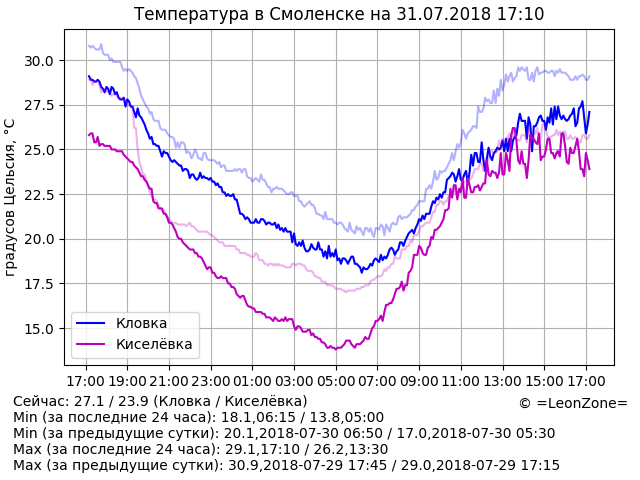 Температура в Смоленске на 31.07.2018 17:10
градусов Цельсия, °C
30.0
27.5
25.0
22.5
20.0
17.5
15.0
Кловка
Киселёвка
17:00 19:00 21:00 23:00 01:00 03:00 05:00 07:00 09:00 11:00 13:00 15:00 17:00
Сейчас: 27.1 / 23.9 (Кловка / Киселёвка)
© =LeonZone=
Min (за последние 24 часа): 18.1,06:15 / 13.8,05:00
Min (за предыдущие сутки): 20.1,2018-07-30 06:50 / 17.0,2018-07-30 05:30
Max (за последние 24 часа): 29.1,17:10 / 26.2,13:30
Max (за предыдущие сутки): 30.9,2018-07-29 17:45 / 29.0,2018-07-29 17:15